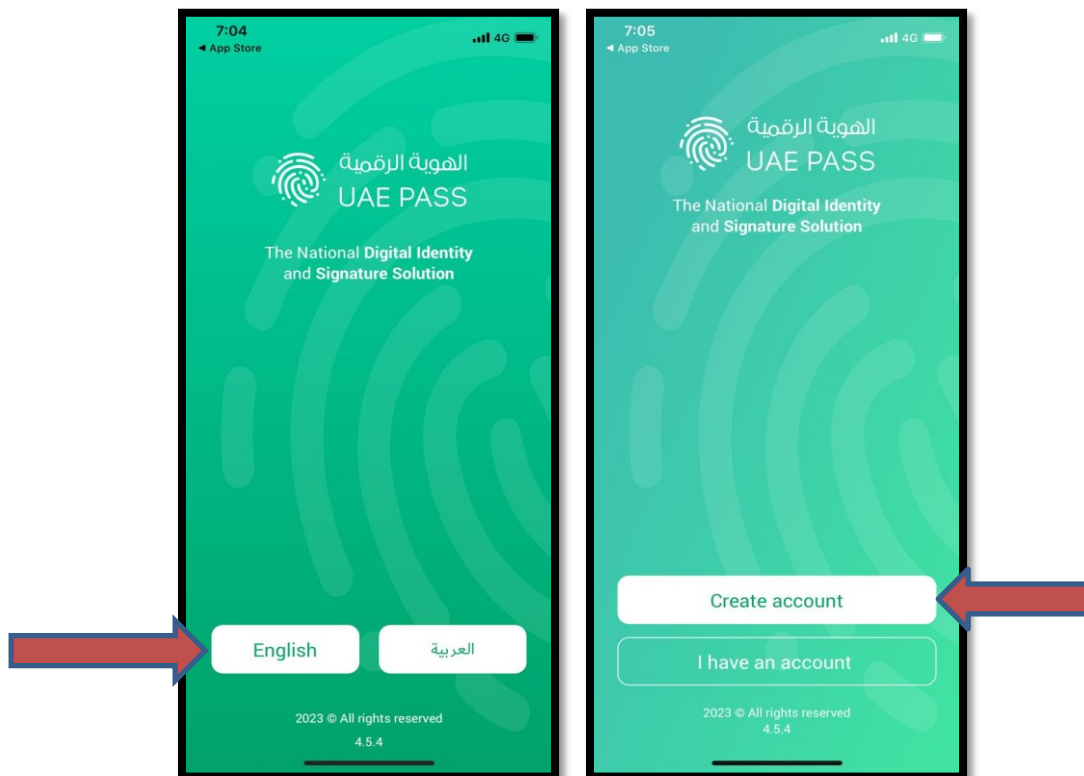 7:04
4G
◄ App Store
الهوية الرقمية
UAE PASS
The National Digital Identity
and Signature Solution
English
العربية
2023 © All rights reserved
4.5.4
7:05
4G
◄ App Store
الهوية الرقمية
UAE PASS
The National Digital Identity
and Signature Solution
Create account
I have an account
2023 © All rights reserved
4.5.4